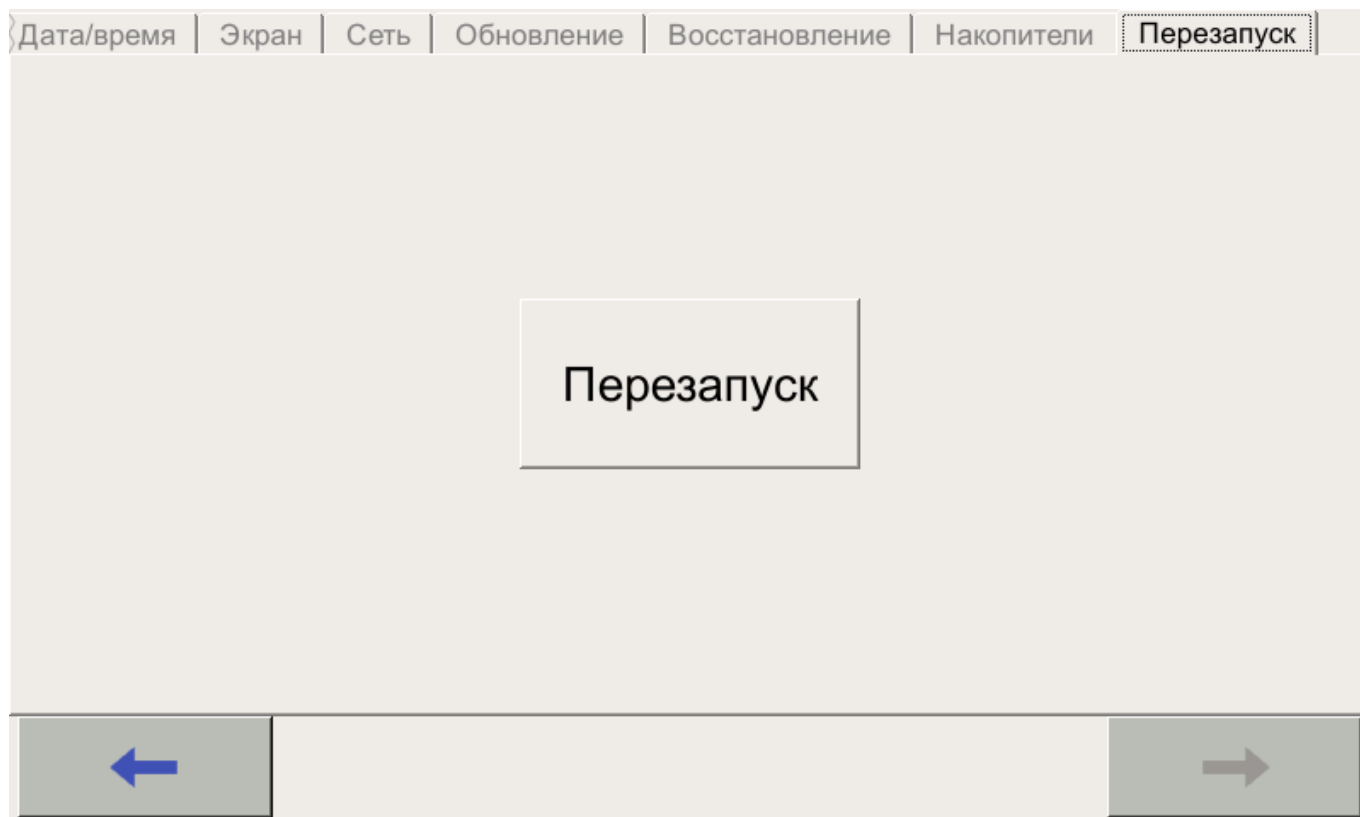 Дата/время Экран Сеть Обновление Восстановление Накопители Перезапуск
Перезапуск